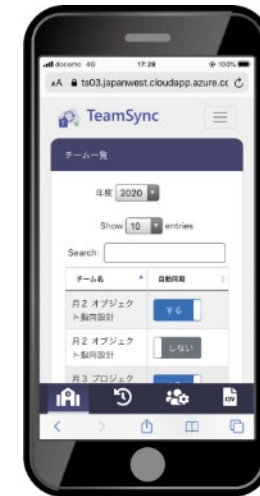 docomo 4G 17:28 100%
AA ts03.japanwest.cloudapp.azure.cc
TeamSync
チーム一覧
年度 2020
Show 10 entries
Search:
チーム名 自動同期
月2 オブジェク
ト指向設計
する
月2 オブジェク
ト指向設計
しない
月3 プロジェク
CSV